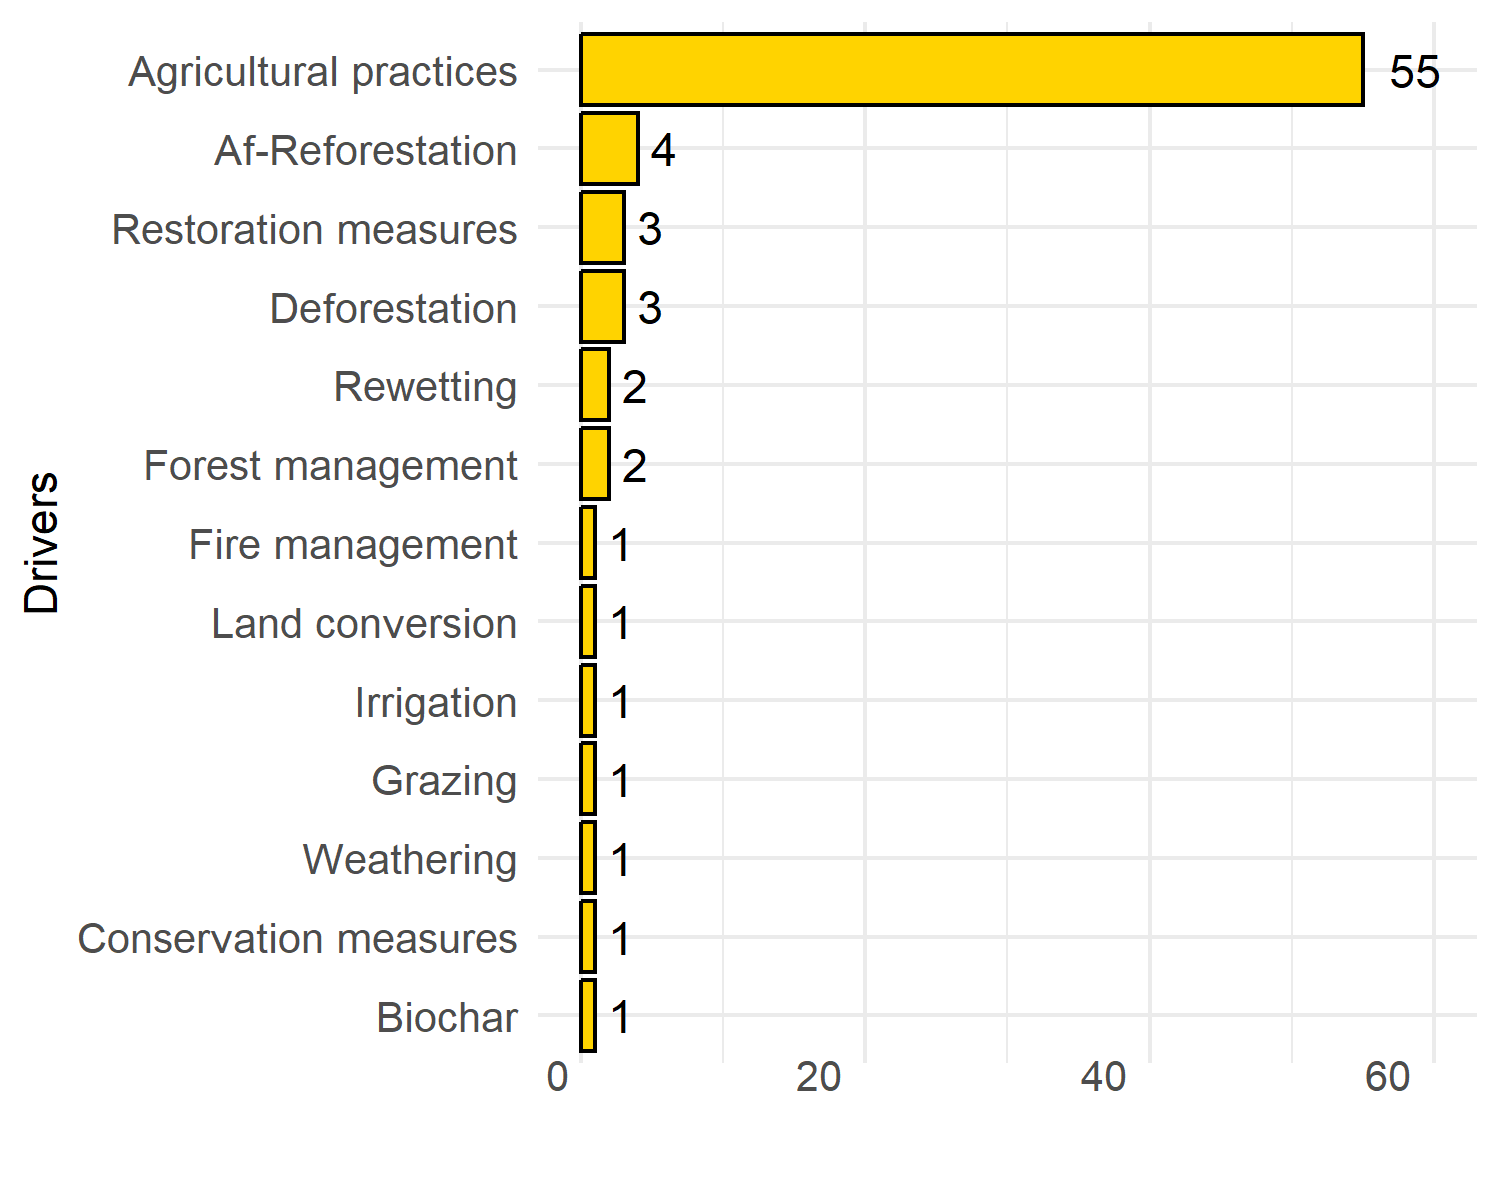 Agricultural practices 55
Af-Reforestation 4
Restoration measures 3
Deforestation 3
Rewetting 2
Forest management 2
Fire management 1
Land conversion 1
Irrigation 1
Grazing 1
Weathering 1
Conservation measures 1
Biochar 1
0 20 40 60
Drivers